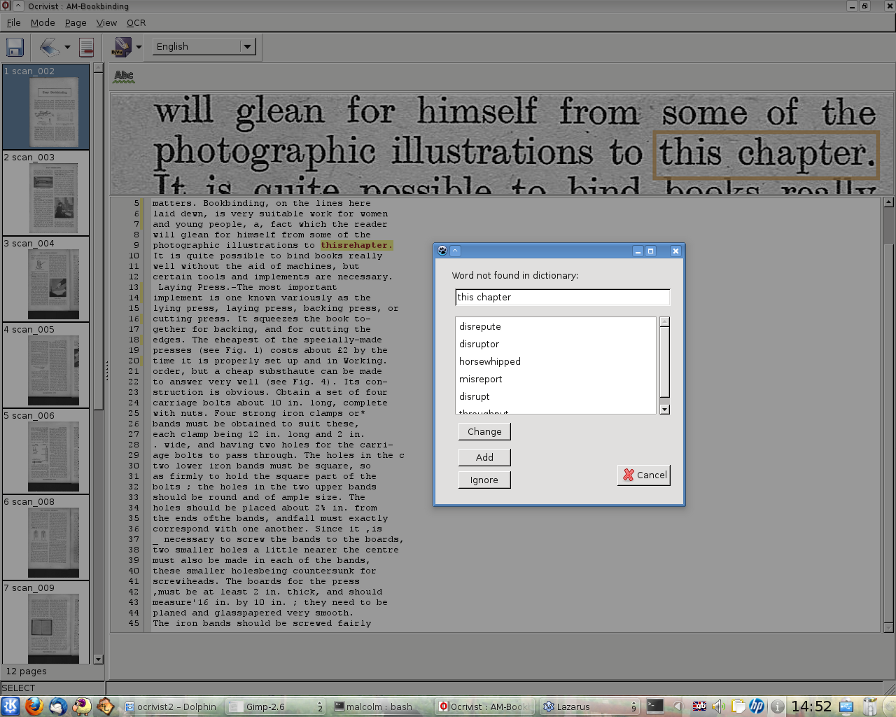 Ocrivist : AM-Bookbinding
File Mode Page View OCR
English
1 scan_002
2 scan_003
3 scan_004
4 scan_005
5 scan_006
6 scan_008
7 scan_009
12 pages
SELECT
Abc
will glean for himself from some of the
photographic illustrations to this chapter.
It is quite possible to bind books really
5 matters. Bookbinding, on the lines here
6 laid dewn, is very suitable work for women
7 and young people, a, fact which the reader
8 will glean for himself from some of the
9 photographic illustrations to thisrehapter.
10 It is quite possible to bind books really
11 well without the aid of machines, but
12 certain tools and implements are necessary.
13 Laying Press.-The most important
14 implement is one known variously as the
15 lying press, laying press, backing press, or
16 cutting press. It squeezes the book to-
17 gether for backing, and for cutting the
18 edges. The eheapest of the speeially-made
19 presses (see Fig. 1) costs about £2 by the
20 time it is properly set up and in Working.
21 order, but a cheap substhaute can be made
22 to answer very well (see Fig. 4). Its con-
23 struction is obvious. Obtain a set of four
24 carriage bolts about 10 in. long, complete
25 with nuts. Four strong iron clamps or*
26 bands must be obtained to suit these,
27 each clamp being 12 in. long and 2 in.
28 . wide, and having two holes for the carri-
29 age bolts to pass through. The holes in the c
30 two lower iron bands must be square, so
31 as firmly to hold the square part of the
32 bolts ; the holes in the two upper bands
33 should be round and of ample size. The
34 holes should be placed about 2¾ in. from
35 the ends ofthe bands, andfall must exactly
36 correspond with one another. Since it ,is
37 _ necessary to screw the bands to the boards,
38 two smaller holes a little nearer the centre
39 must also be made in each of the bands,
40 these smaller holesbeing countersunk for
41 screwiheads. The boards for the press
42 ,must be at least 2 in. thick, and should
43 measure'16 in. by 10 in. ; they need to be
44 planed and glasspapered very smooth.
45 The iron bands should be screwed fairly
Word not found in dictionary:
this chapter
disrepute
disruptor
horsewhipped
misreport
disrupt
throughput
Change
Add
Ignore
Cancel
ocrivist2 – Dolphin
Gimp-2.6 2
malcolm : bash
Ocrivist : AM-Book
Lazarus 9
14:52